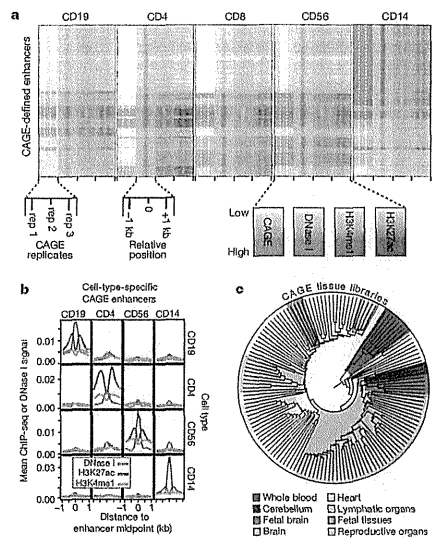 a
CD19 CD4 CD8 CD56 CD14
CAGE-defined enhancers
rep 1 rep 2 rep 3
CAGE
replicates
-1 kb 0 +1 kb
Relative
position
Low
High
CAGE DNase I H3K4me1 H3K27ac
b
Cell-type-specific
CAGE enhancers
CD19 CD4 CD56 CD14
Mean ChIP-seq or DNase I signal
0.01
0.00
0.02
0.00
0.01
0.00
0.03
0.00
CD19
CD4
CD56
CD14
Cell type
DNase I
H3K27ac
H3K4me1
-1 0 1 -1 0 1
Distance to
enhancer midpoint (kb)
c
CAGE tissue libraries
Whole blood
Cerebellum
Fetal brain
Brain
Heart
Lymphatic organs
Fetal tissues
Reproductive organs